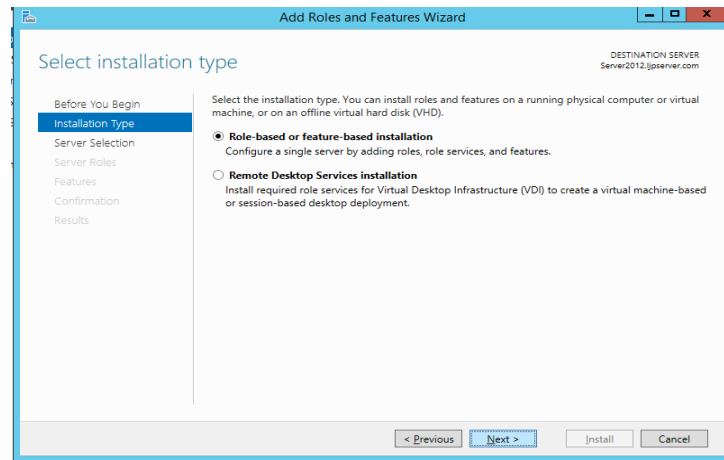 Add Roles and Features Wizard
Select installation type
DESTINATION SERVER
Server2012.ljpserver.com
Before You Begin
Installation Type
Server Selection
Server Roles
Features
Confirmation
Results
Select the installation type. You can install roles and features on a running physical computer or virtual
machine, or on an offline virtual hard disk (VHD).
Role-based or feature-based installation
Configure a single server by adding roles, role services, and features.
Remote Desktop Services installation
Install required role services for Virtual Desktop Infrastructure (VDI) to create a virtual machine-based
or session-based desktop deployment.
< Previous Next > Install Cancel